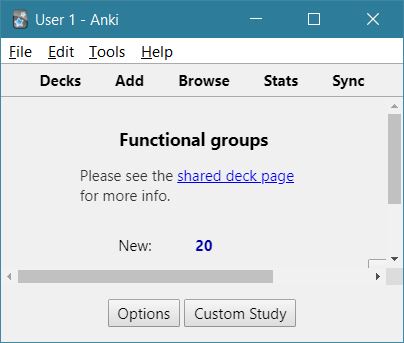 User 1 - Anki
File Edit Tools Help
Decks Add Browse Stats Sync
Functional groups
Please see the shared deck page
for more info.
New: 20
Options Custom Study